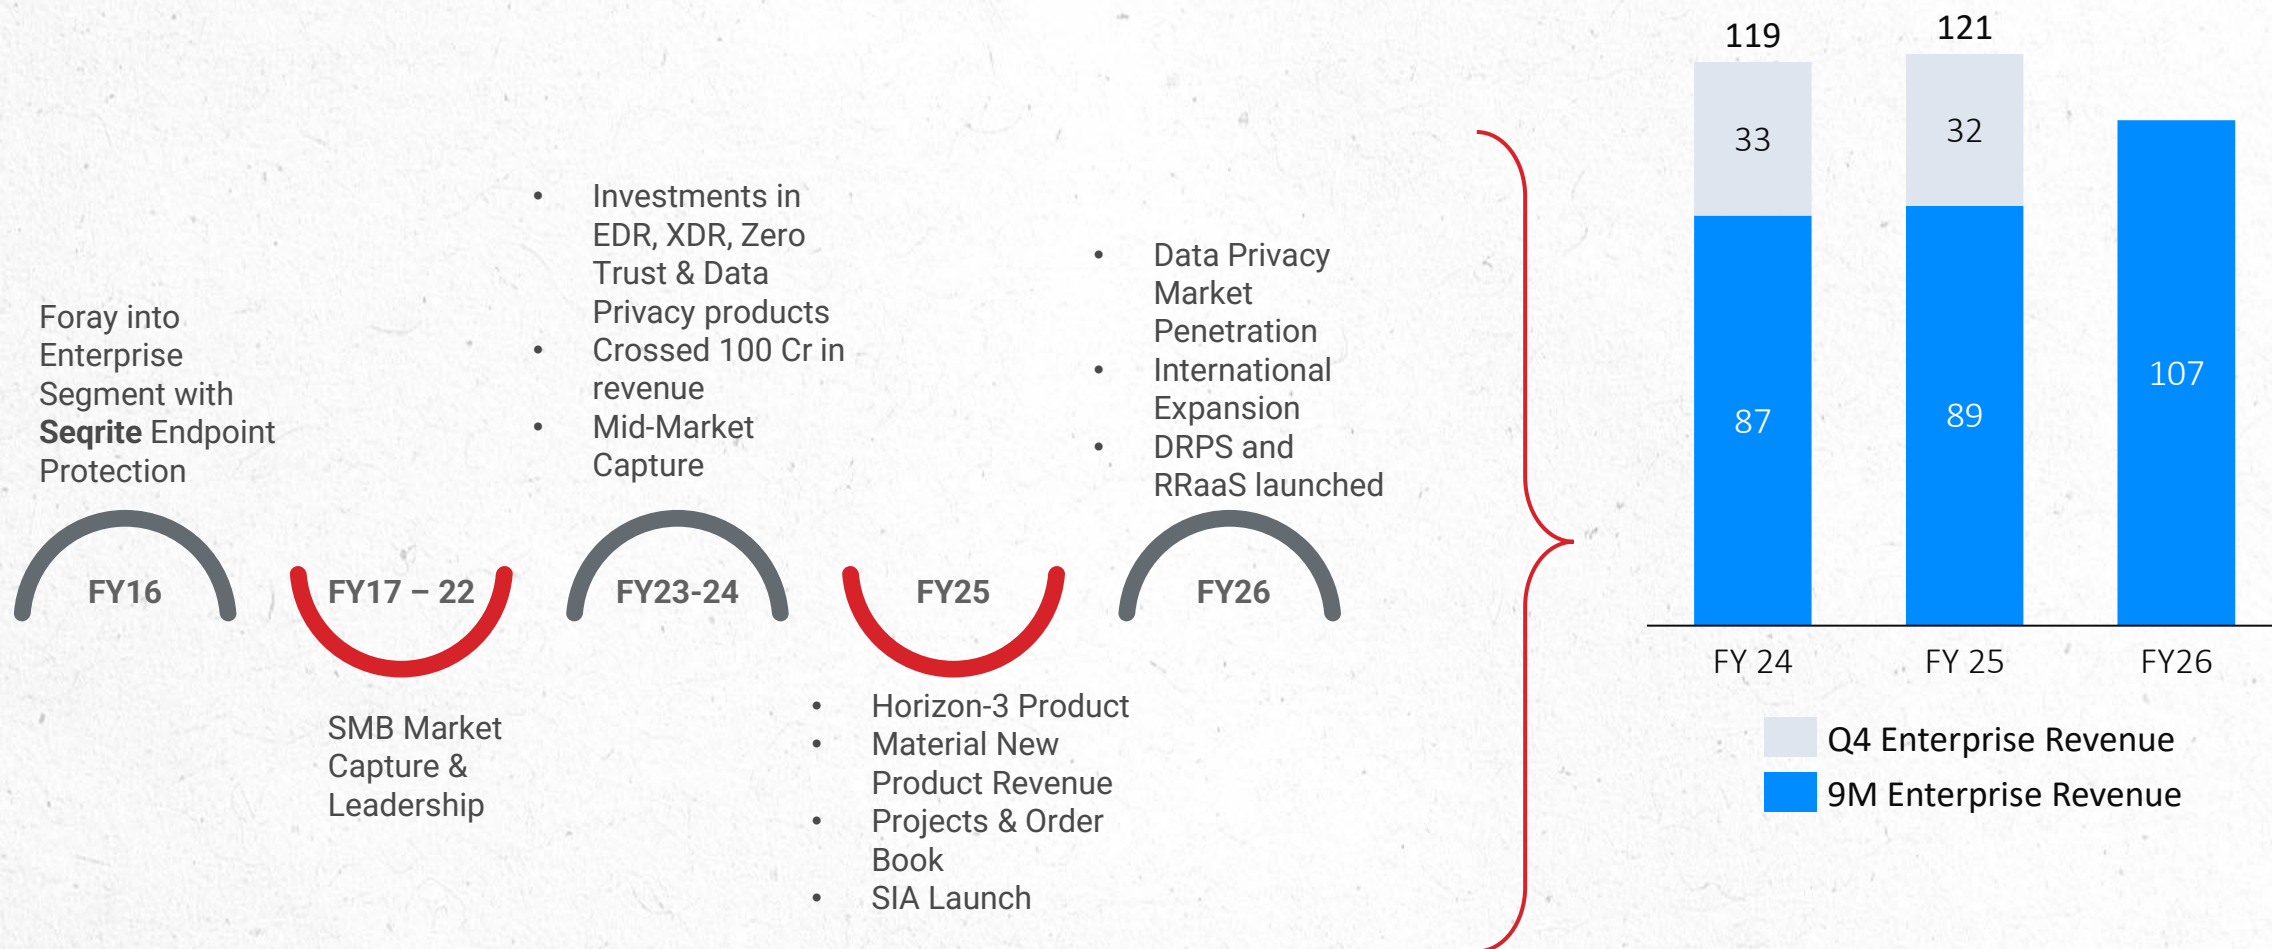 Foray into
Enterprise
Segment with
Seqrite Endpoint
Protection
FY16
FY17 – 22
SMB Market
Capture &
Leadership
• Investments in
EDR, XDR, Zero
Trust & Data
Privacy products
• Crossed 100 Cr in
revenue
• Mid-Market
Capture
FY23-24
FY25
• Horizon-3 Product
• Material New
Product Revenue
• Projects & Order
Book
• SIA Launch
• Data Privacy
Market
Penetration
• International
Expansion
• DRPS and
RRaaS launched
FY26
119
121
33
32
87
89
107
FY 24
FY 25
FY26
Q4 Enterprise Revenue
9M Enterprise Revenue